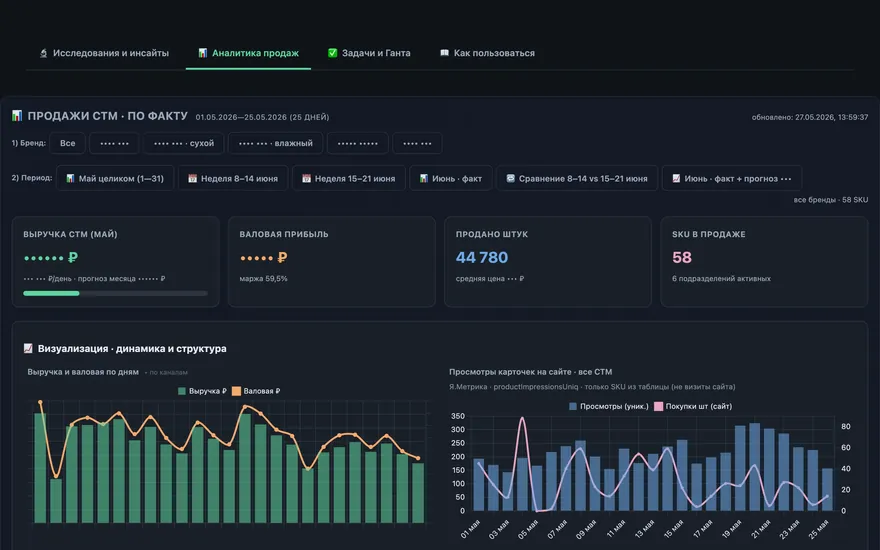 🔬 Исследования и инсайты
📊 Аналитика продаж
✅ Задачи и Ганта
📖 Как пользоваться
📊 ПРОДАЖИ СТМ · ПО ФАКТУ 01.05.2026—25.05.2026 (25 ДНЕЙ)
обновлено: 27.05.2026, 13:59:37
1) Бренд: Все •••• ••• •••• ••• · сухой •••• ••• · влажный ••••• ••••• •••• •••
2) Период: 📊 Май целиком (1—31) 📅 Неделя 8–14 июня 📅 Неделя 15–21 июня 📊 Июнь · факт 🔄 Сравнение 8–14 vs 15–21 июня 📈 Июнь · факт + прогноз •••
все бренды · 58 SKU
ВЫРУЧКА СТМ (МАЙ)
•••••• ₽
••• ••• ₽/день · прогноз месяца •••••• ₽
ВАЛОВАЯ ПРИБЫЛЬ
••••• ₽
маржа 59,5%
ПРОДАНО ШТУК
44 780
средняя цена ••• ₽
SKU В ПРОДАЖЕ
58
6 подразделений активных
📈 Визуализация · динамика и структура
Выручка и валовая по дням • по каналам
Выручка ₽ Валовая ₽
Просмотры карточек на сайте · все СТМ
Я.Метрика · productImpressionsUniq · только SKU из таблицы (не визиты сайта)
Просмотры (уник.) Покупки шт (сайт)
350
300
250
200
150
100
50
0
80
60
40
20
0
01 мая 03 мая 05 мая 07 мая 09 мая 11 мая 13 мая 15 мая 17 мая 19 мая 21 мая 23 мая 25 мая